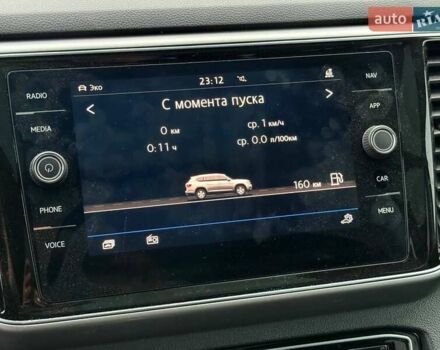 auto RIA.com
RADIO
MEDIA
PHONE
VOICE
Эко
23:12
С момента пуска
0 км
ср. 1 км/ч
0:11 ч
ср. 0.0 л/100км
160 км
NAV
APP
CAR
MENU